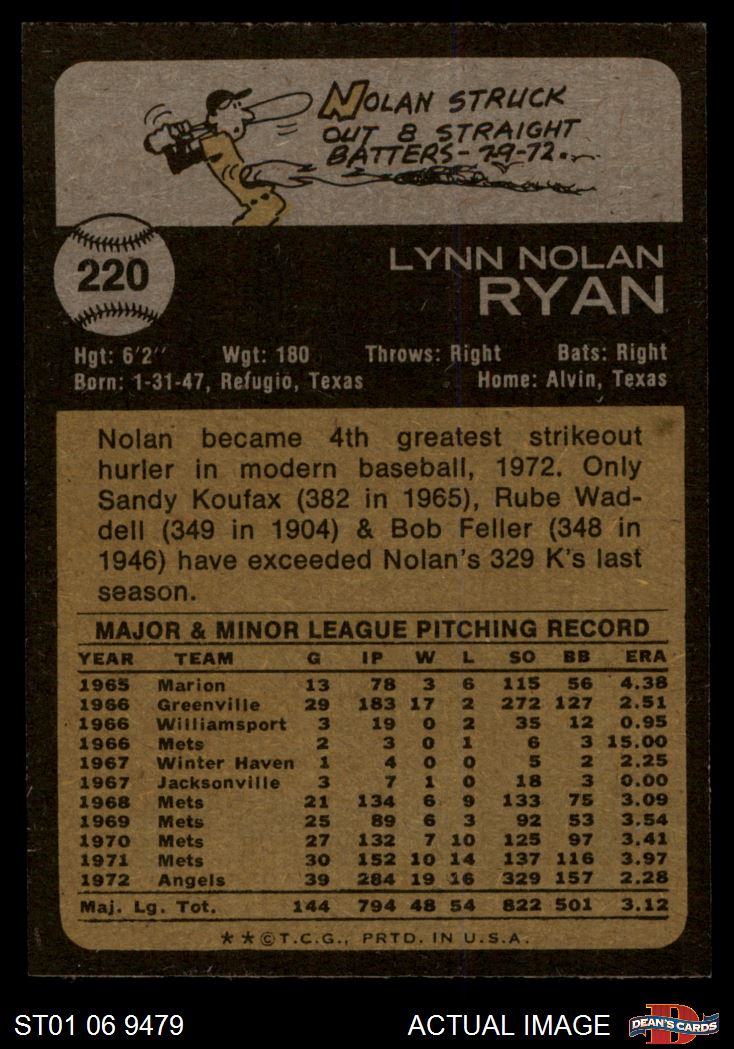 NOLAN STRUCK
OUT 8 STRAIGHT
BATTERS-7-9-72.
220
LYNN NOLAN
RYAN
Hgt: 6'2" Wgt: 180 Throws: Right Bats: Right
Born: 1-31-47, Refugio, Texas Home: Alvin, Texas
Nolan became 4th greatest strikeout
hurler in modern baseball, 1972. Only
Sandy Koufax (382 in 1965), Rube Wad-
dell (349 in 1904) & Bob Feller (348 in
1946) have exceeded Nolan's 329 K's last
season.
MAJOR & MINOR LEAGUE PITCHING RECORD
YEAR TEAM G IP W L SO BB ERA
1965 Marion 13 78 3 6 115 56 4.38
1966 Greenville 29 183 17 2 272 127 2.51
1966 Williamsport 3 19 0 2 35 12 0.95
1966 Mets 2 3 0 1 6 3 15.00
1967 Winter Haven 1 4 0 0 5 2 2.25
1967 Jacksonville 3 7 1 0 18 3 0.00
1968 Mets 21 134 6 9 133 75 3.09
1969 Mets 25 89 6 3 92 53 3.54
1970 Mets 27 132 7 10 125 97 3.41
1971 Mets 30 152 10 14 137 116 3.97
1972 Angels 39 284 19 16 329 157 2.28
Maj. Lg. Tot. 144 794 48 54 822 501 3.12
* * © T.C.G., PRTD. IN U.S.A.
ST01 06 9479 ACTUAL IMAGE DEAN'S CARDS